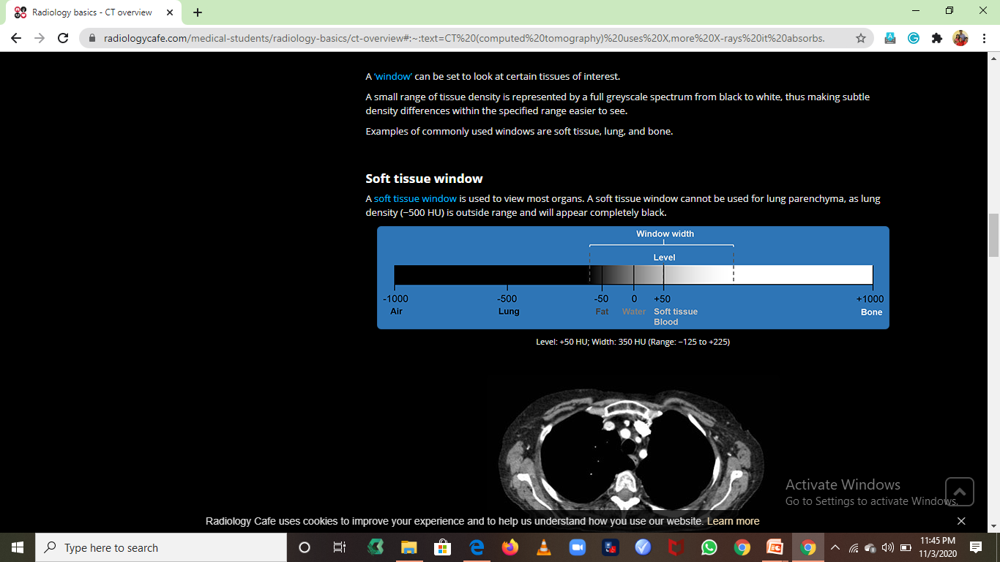 Radiology basics - CT overview
radiologycafe.com/medical-students/radiology-basics/ct-overview#:~:text=CT%20(computed%20tomography)%20uses%20X,more%20X-rays%20it%20absorbs.
A 'window' can be set to look at certain tissues of interest.
A small range of tissue density is represented by a full greyscale spectrum from black to white, thus making subtle
density differences within the specified range easier to see.
Examples of commonly used windows are soft tissue, lung, and bone.
Soft tissue window
A soft tissue window is used to view most organs. A soft tissue window cannot be used for lung parenchyma, as lung
density (−500 HU) is outside range and will appear completely black.
Window width
Level
-1000 -500 -50 0 +50 +1000
Air Lung Fat Water Soft tissue Bone
Blood
Level: +50 HU; Width: 350 HU (Range: −125 to +225)
Activate Windows
Go to Settings to activate Windows.
Radiology Cafe uses cookies to improve your experience and to help us understand how you use our website. Learn more
Type here to search
11:45 PM
11/3/2020